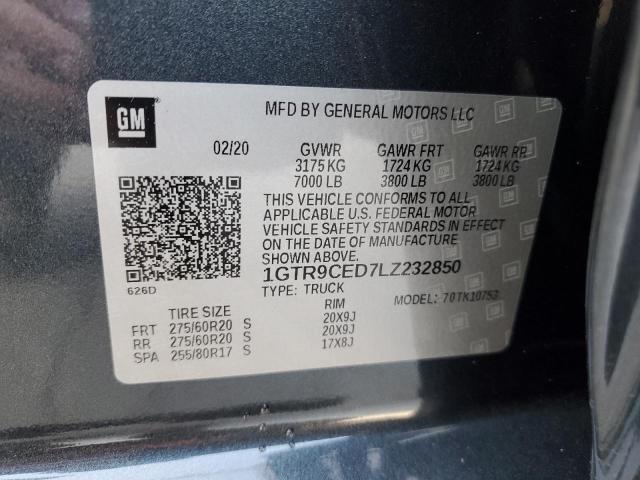 GM
MFD BY GENERAL MOTORS LLC
02/20 GVWR GAWR FRT GAWR RR
3175 KG 1724 KG 1724 KG
7000 LB 3800 LB 3800 LB
THIS VEHICLE CONFORMS TO ALL
APPLICABLE U.S. FEDERAL MOTOR
VEHICLE SAFETY STANDARDS IN EFFECT
ON THE DATE OF MANUFACTURE
SHOWN ABOVE.
1GTR9CED7LZ232850
626D
TYPE: TRUCK
MODEL: 70TK10753
TIRE SIZE RIM
FRT 275/60R20 S 20X9J
RR 275/60R20 S 20X9J
SPA 255/80R17 S 17X8J